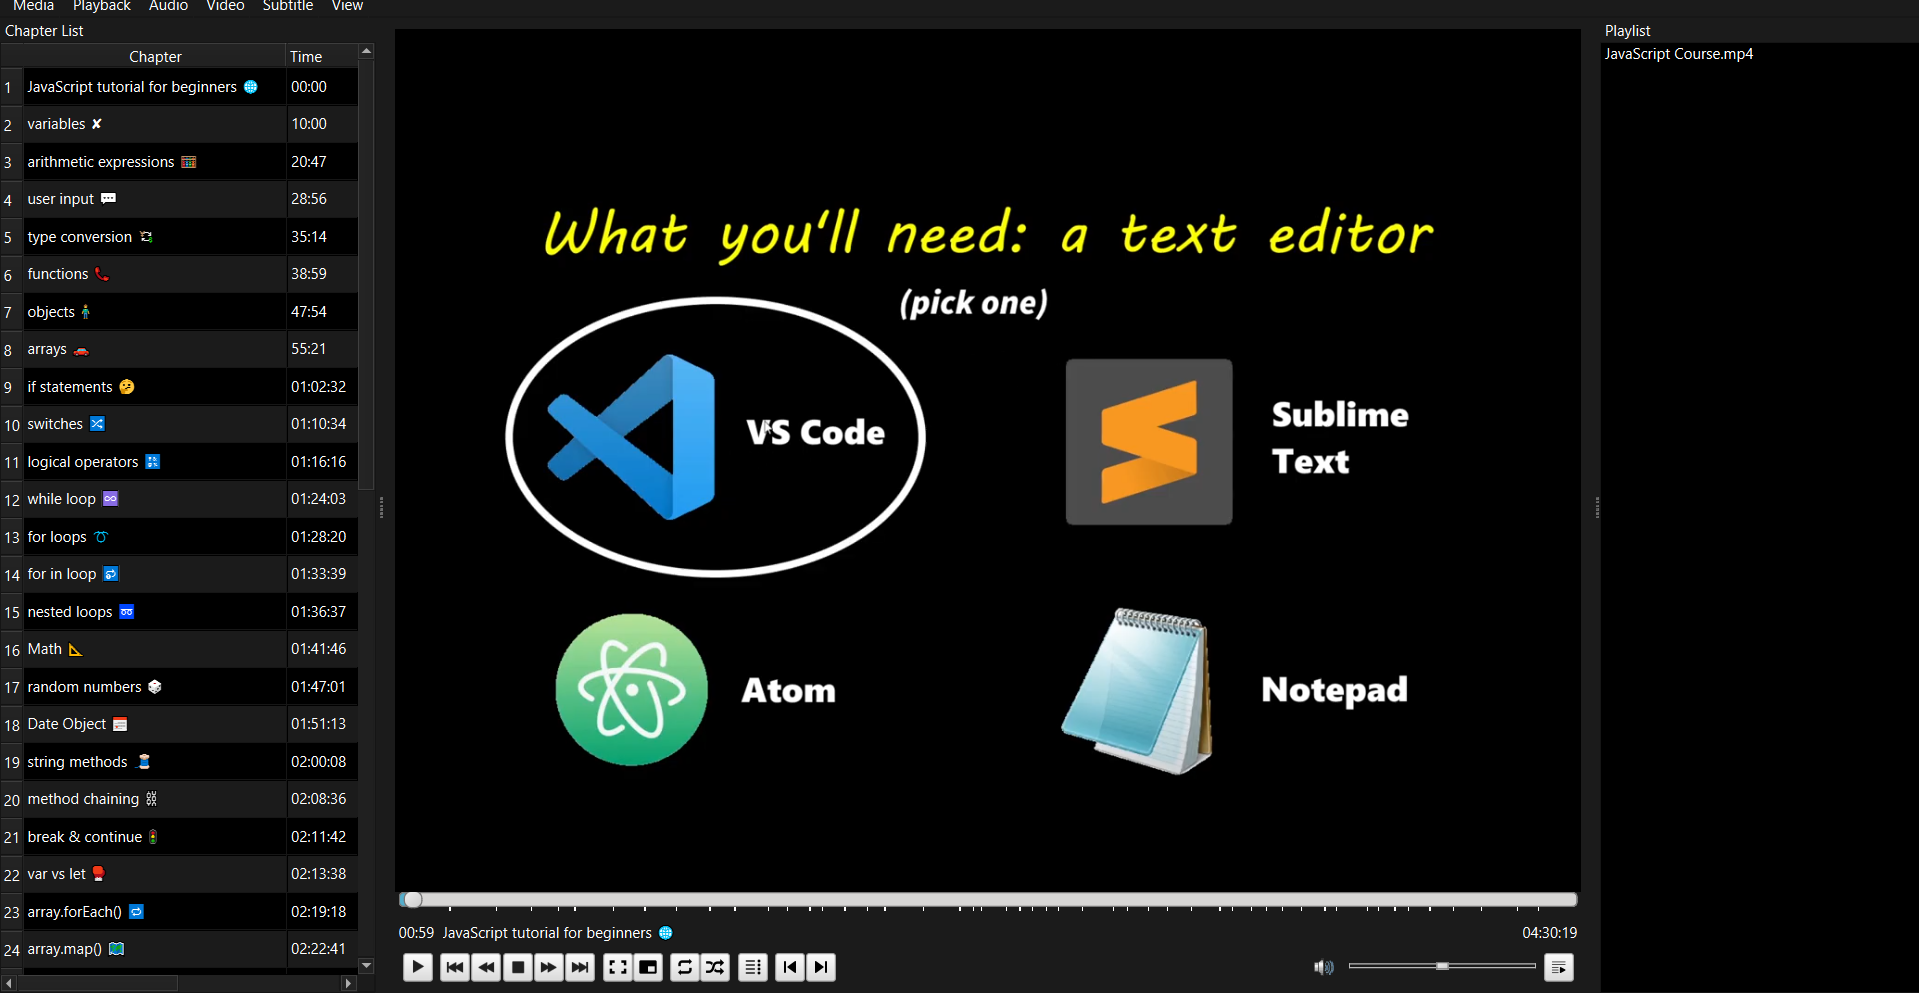 Media Playback Audio Video Subtitle View
Chapter List
Chapter Time
1 JavaScript tutorial for beginners 🌐 00:00
2 variables ✘ 10:00
3 arithmetic expressions 🧮 20:47
4 user input 💬 28:56
5 type conversion 💱 35:14
6 functions 📞 38:59
7 objects 🧍 47:54
8 arrays 🚗 55:21
9 if statements 🤔 01:02:32
10 switches 🔀 01:10:34
11 logical operators 🔣 01:16:16
12 while loop ♾️ 01:24:03
13 for loops ➰ 01:28:20
14 for in loop 🔂 01:33:39
15 nested loops ➿ 01:36:37
16 Math 📐 01:41:46
17 random numbers 🎲 01:47:01
18 Date Object 📅 01:51:13
19 string methods 🧵 02:00:08
20 method chaining ⛓ 02:08:36
21 break & continue 🚦 02:11:42
22 var vs let 🥊 02:13:38
23 array.forEach() 🔁 02:19:18
24 array.map() 🗺️ 02:22:41
What you'll need: a text editor
(pick one)
VS Code
Sublime
Text
Atom
Notepad
00:59 JavaScript tutorial for beginners 🌐 04:30:19
Playlist
JavaScript Course.mp4